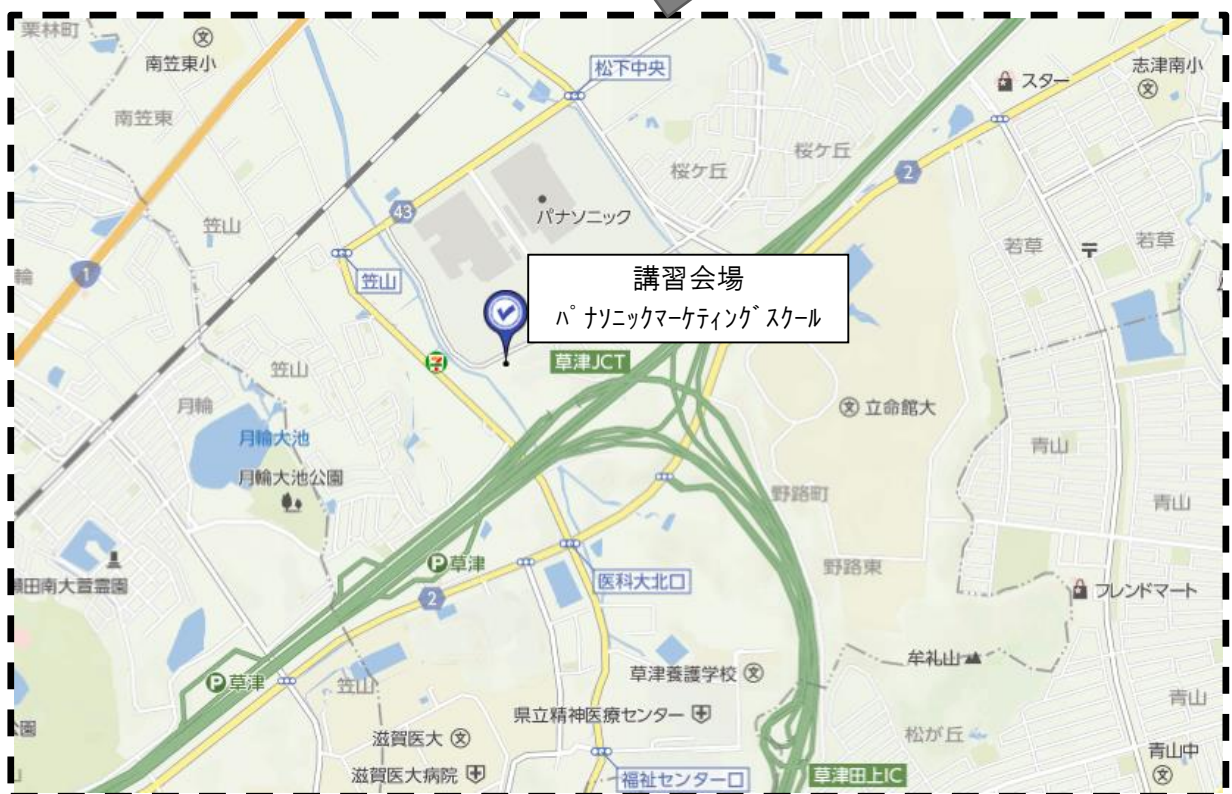 栗林町
南笠東小
松下中央
スター
志津南小
南笠東
桜ケ丘
桜ケ丘
2
パナソニック
43
笠山
若草
若草
1
笠山
講習会場
パナソニックマーケティングスクール
草津JCT
笠山
月輪
月輪大池
月輪大池公園
立命館大
青山
青山
野路町
野路東
P草津
医科大北口
2
フレンドマート
瀬田南大萱霊園
牟礼山
草津養護学校
P草津
笠山
青山
県立精神医療センター
松が丘
滋賀医大
青山中
滋賀医大病院
福祉センター口
草津田上IC